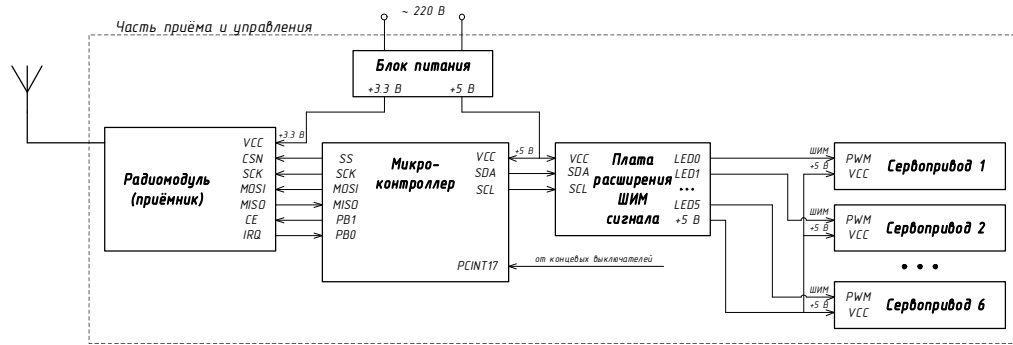 ~ 220 В
Часть приёма и управления
Блок питания
+3.3 В
+5 В
Радиомодуль
(приёмник)
+3.3 В
VCC
CSN
SCK
MOSI
MISO
CE
IRQ
Микро-
контроллер
SS
SCK
MOSI
MISO
PB1
PB0
VCC
SDA
SCL
PCINT17
+5 В
от концевых выключателей
VCC
SDA
SCL
Плата
расширения
ШИМ
сигнала
LED0
LED1
...
LED5
+5 В
ШИМ
+5 В
PWM
VCC
Сервопривод 1
ШИМ
+5 В
PWM
VCC
Сервопривод 2
...
ШИМ
+5 В
PWM
VCC
Сервопривод 6